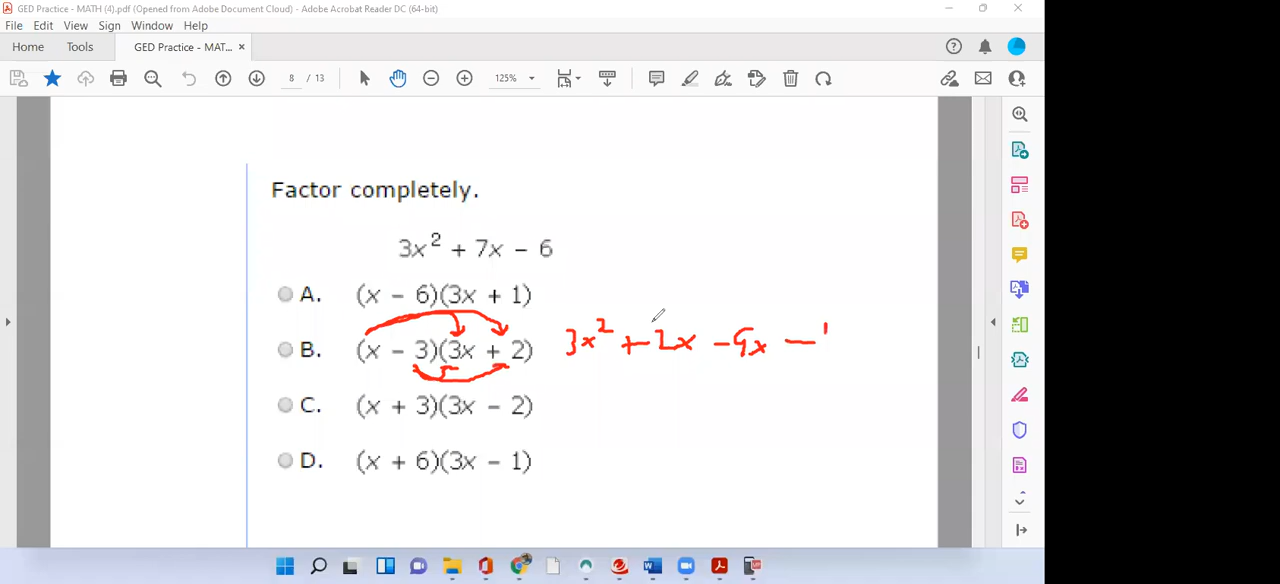 GED Practice - MATH (4).pdf (Opened from Adobe Document Cloud) - Adobe Acrobat Reader DC (64-bit)
File Edit View Sign Window Help
Home Tools GED Practice - MAT... ×
8 / 13 125%
Factor completely.
3x² + 7x − 6
A. (x − 6)(3x + 1)
B. (x − 3)(3x + 2) 3x² + 2x − 9x −
C. (x + 3)(3x − 2)
D. (x + 6)(3x − 1)